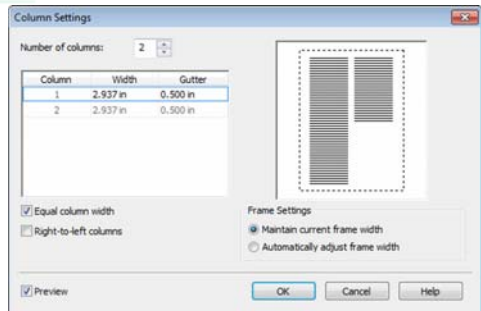 Column Settings
Number of columns: 2
Column Width Gutter
1 2.937 in 0.500 in
2 2.937 in 0.500 in
Equal column width
Right-to-left columns
Frame Settings
Maintain current frame width
Automatically adjust frame width
Preview OK Cancel Help